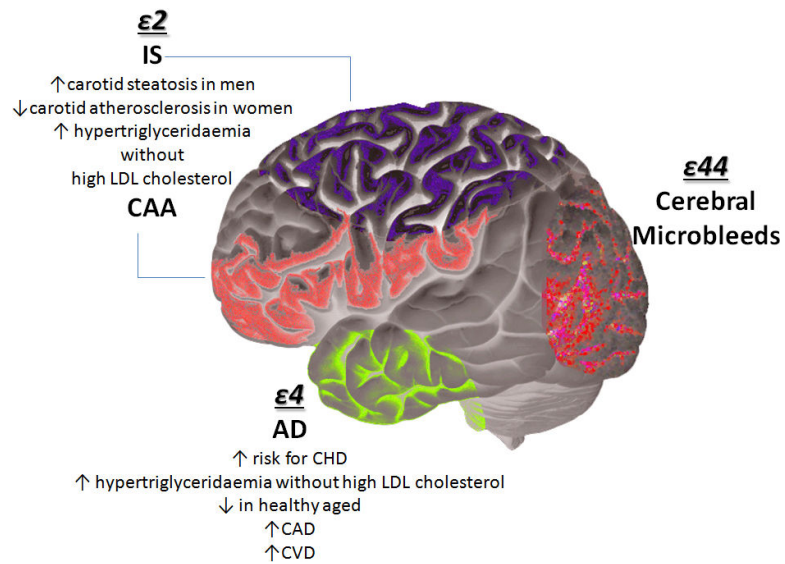 ε2
IS
↑carotid steatosis in men
↓carotid atherosclerosis in women
↑ hypertriglyceridaemia
without
high LDL cholesterol
CAA
ε44
Cerebral
Microbleeds
ε4
AD
↑ risk for CHD
↑ hypertriglyceridaemia without high LDL cholesterol
↓ in healthy aged
↑CAD
↑CVD